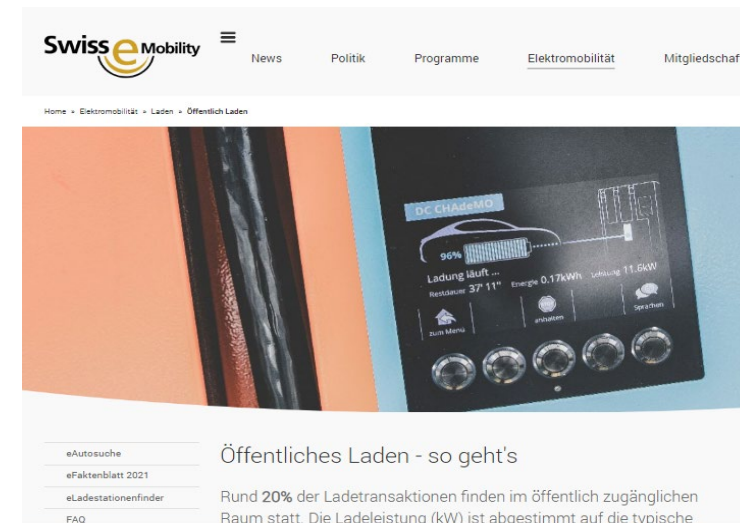 Swiss e Mobility
News Politik Programme Elektromobilität Mitgliedschaf
Home » Elektromobilität » Laden » Öffentlich Laden
DC CHAdeMO
96%
Ladung läuft ...
Restdauer 37' 11" Energie 0.17kWh Leistung 11.6kW
zum Menü anhalten Sprachen
eAutosuche
eFaktenblatt 2021
eLadestationenfinder
FAQ
Öffentliches Laden - so geht's
Rund 20% der Ladetransaktionen finden im öffentlich zugänglichen
Raum statt. Die Ladeleistung (kW) ist abgestimmt auf die typische